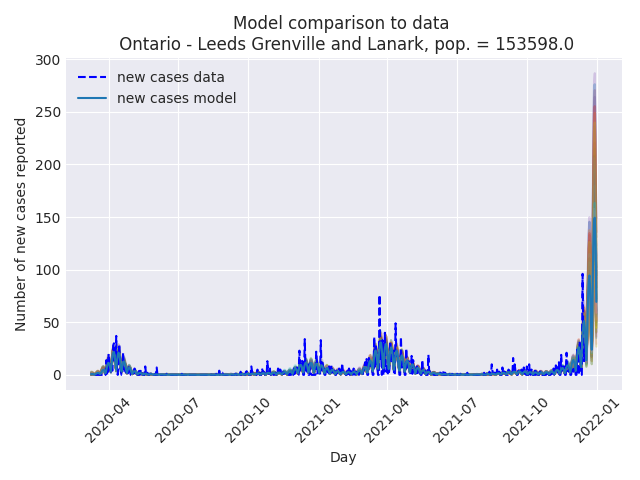 Model comparison to data
Ontario - Leeds Grenville and Lanark, pop. = 153598.0
new cases data
new cases model
Number of new cases reported
300
250
200
150
100
50
0
2020-04
2020-07
2020-10
2021-01
2021-04
2021-07
2021-10
2022-01
Day